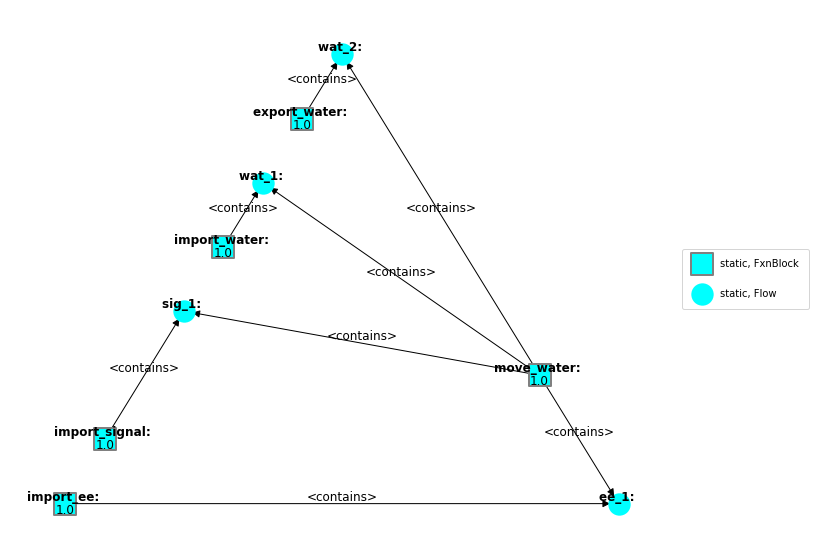 wat_2:
<contains>
export_water:
1.0
wat_1:
<contains>
<contains>
import_water:
1.0
<contains>
sig_1:
<contains>
<contains>
move_water:
1.0
import_signal:
1.0
<contains>
import_ee:
1.0
<contains>
ee_1:
static, FxnBlock
static, Flow